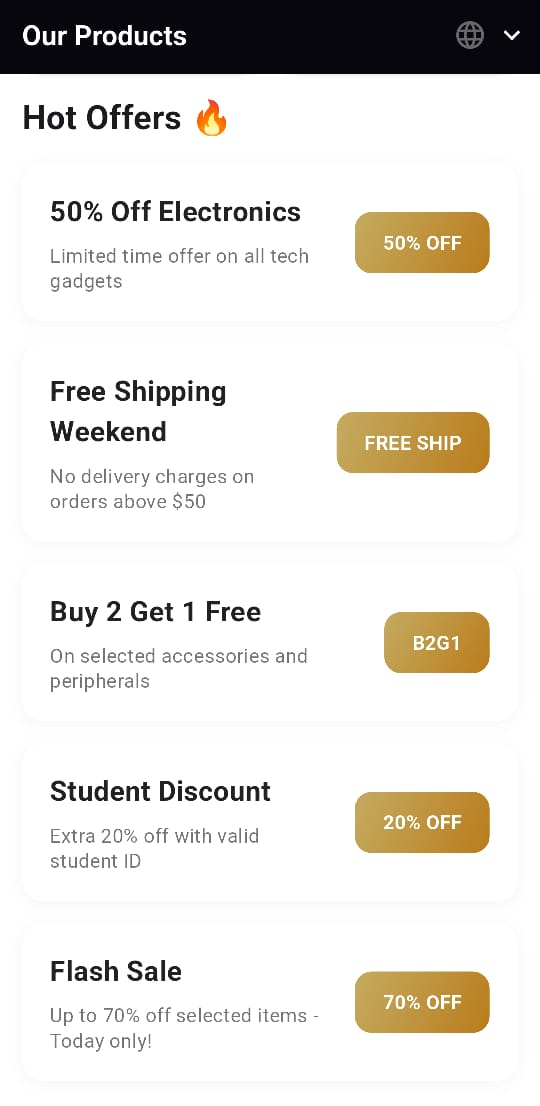 Our Products
Hot Offers 🔥
50% Off Electronics
Limited time offer on all tech
gadgets
50% OFF
Free Shipping
Weekend
No delivery charges on
orders above $50
FREE SHIP
Buy 2 Get 1 Free
On selected accessories and
peripherals
B2G1
Student Discount
Extra 20% off with valid
student ID
20% OFF
Flash Sale
Up to 70% off selected items -
Today only!
70% OFF